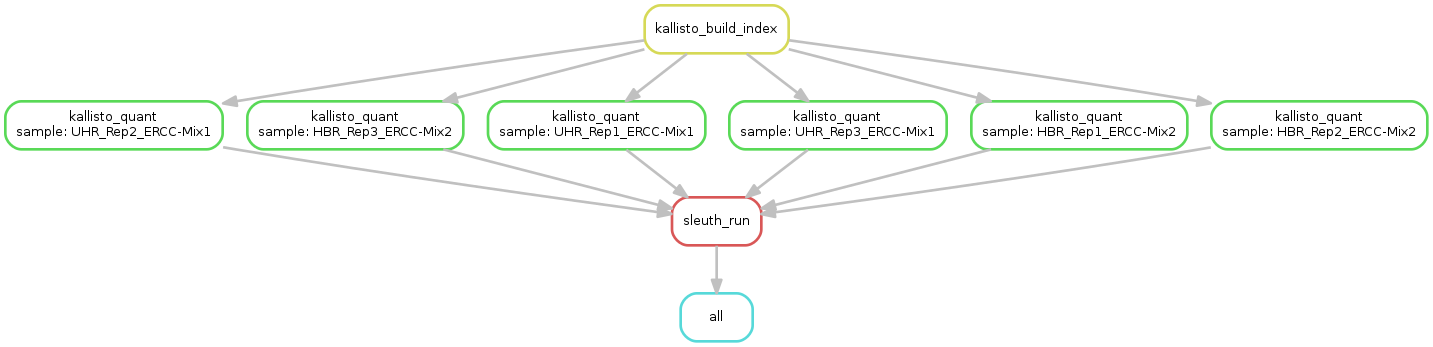 kallisto_build_index
kallisto_quant
sample: UHR_Rep2_ERCC-Mix1
kallisto_quant
sample: HBR_Rep3_ERCC-Mix2
kallisto_quant
sample: UHR_Rep1_ERCC-Mix1
kallisto_quant
sample: UHR_Rep3_ERCC-Mix1
kallisto_quant
sample: HBR_Rep1_ERCC-Mix2
kallisto_quant
sample: HBR_Rep2_ERCC-Mix2
sleuth_run
all